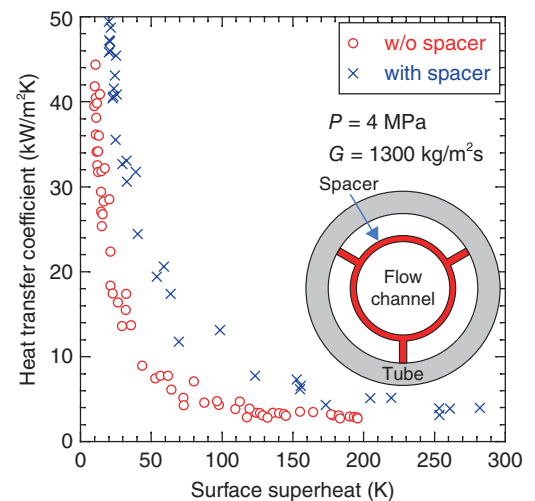 50
40
30
20
10
0
0 50 100 150 200 250 300
Heat transfer coefficient (kW/m²K)
Surface superheat (K)
w/o spacer
with spacer
P = 4 MPa
G = 1300 kg/m²s
Spacer
Flow
channel
Tube